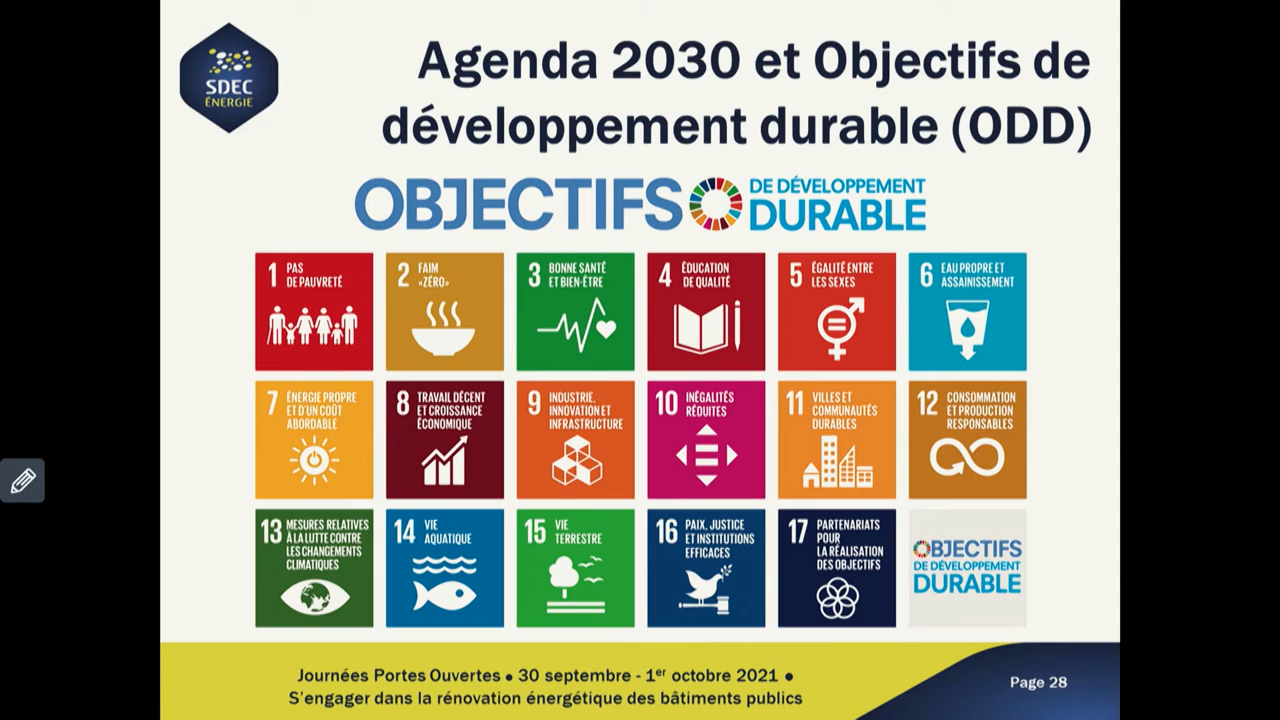 SDEC
ÉNERGIE
Agenda 2030 et Objectifs de
développement durable (ODD)
OBJECTIFS DE DÉVELOPPEMENT
DURABLE
1 PAS
DE PAUVRETÉ
2 FAIM
«ZÉRO»
3 BONNE SANTÉ
ET BIEN-ÊTRE
4 ÉDUCATION
DE QUALITÉ
5 ÉGALITÉ ENTRE
LES SEXES
6 EAU PROPRE ET
ASSAINISSEMENT
7 ÉNERGIE PROPRE
ET D'UN COÛT
ABORDABLE
8 TRAVAIL DÉCENT
ET CROISSANCE
ÉCONOMIQUE
9 INDUSTRIE,
INNOVATION ET
INFRASTRUCTURE
10 INÉGALITÉS
RÉDUITES
11 VILLES ET
COMMUNAUTÉS
DURABLES
12 CONSOMMATION
ET PRODUCTION
RESPONSABLES
13 MESURES RELATIVES
À LA LUTTE CONTRE
LES CHANGEMENTS
CLIMATIQUES
14 VIE
AQUATIQUE
15 VIE
TERRESTRE
16 PAIX, JUSTICE
ET INSTITUTIONS
EFFICACES
17 PARTENARIATS
POUR
LA RÉALISATION
DES OBJECTIFS
OBJECTIFS
DE DÉVELOPPEMENT
DURABLE
Journées Portes Ouvertes • 30 septembre - 1er octobre 2021 •
S'engager dans la rénovation énergétique des bâtiments publics
Page 28